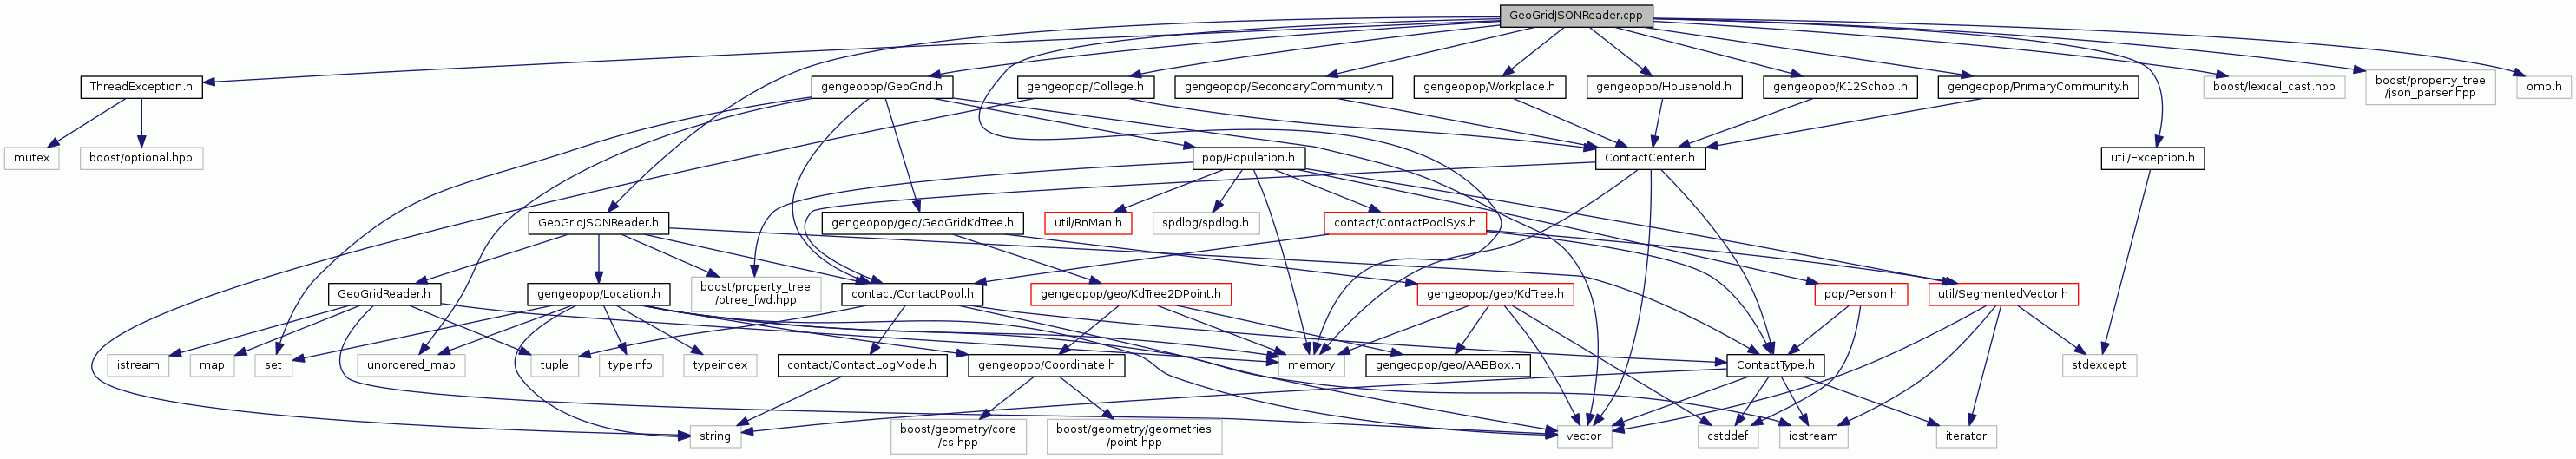 GeoGridJSONReader.cpp
ThreadException.h
gengeopop/GeoGrid.h
gengeopop/College.h
gengeopop/SecondaryCommunity.h
gengeopop/Workplace.h
gengeopop/Household.h
gengeopop/K12School.h
gengeopop/PrimaryCommunity.h
boost/lexical_cast.hpp
boost/property_tree
/json_parser.hpp
omp.h
mutex
boost/optional.hpp
pop/Population.h
ContactCenter.h
util/Exception.h
GeoGridJSONReader.h
gengeopop/geo/GeoGridKdTree.h
util/RnMan.h
spdlog/spdlog.h
contact/ContactPoolSys.h
GeoGridReader.h
gengeopop/Location.h
boost/property_tree
/ptree_fwd.hpp
contact/ContactPool.h
gengeopop/geo/KdTree2DPoint.h
gengeopop/geo/KdTree.h
pop/Person.h
util/SegmentedVector.h
istream
map
set
unordered_map
tuple
typeinfo
typeindex
contact/ContactLogMode.h
gengeopop/Coordinate.h
memory
gengeopop/geo/AABBox.h
ContactType.h
stdexcept
string
boost/geometry/core
/cs.hpp
boost/geometry/geometries
/point.hpp
vector
cstddef
iostream
iterator